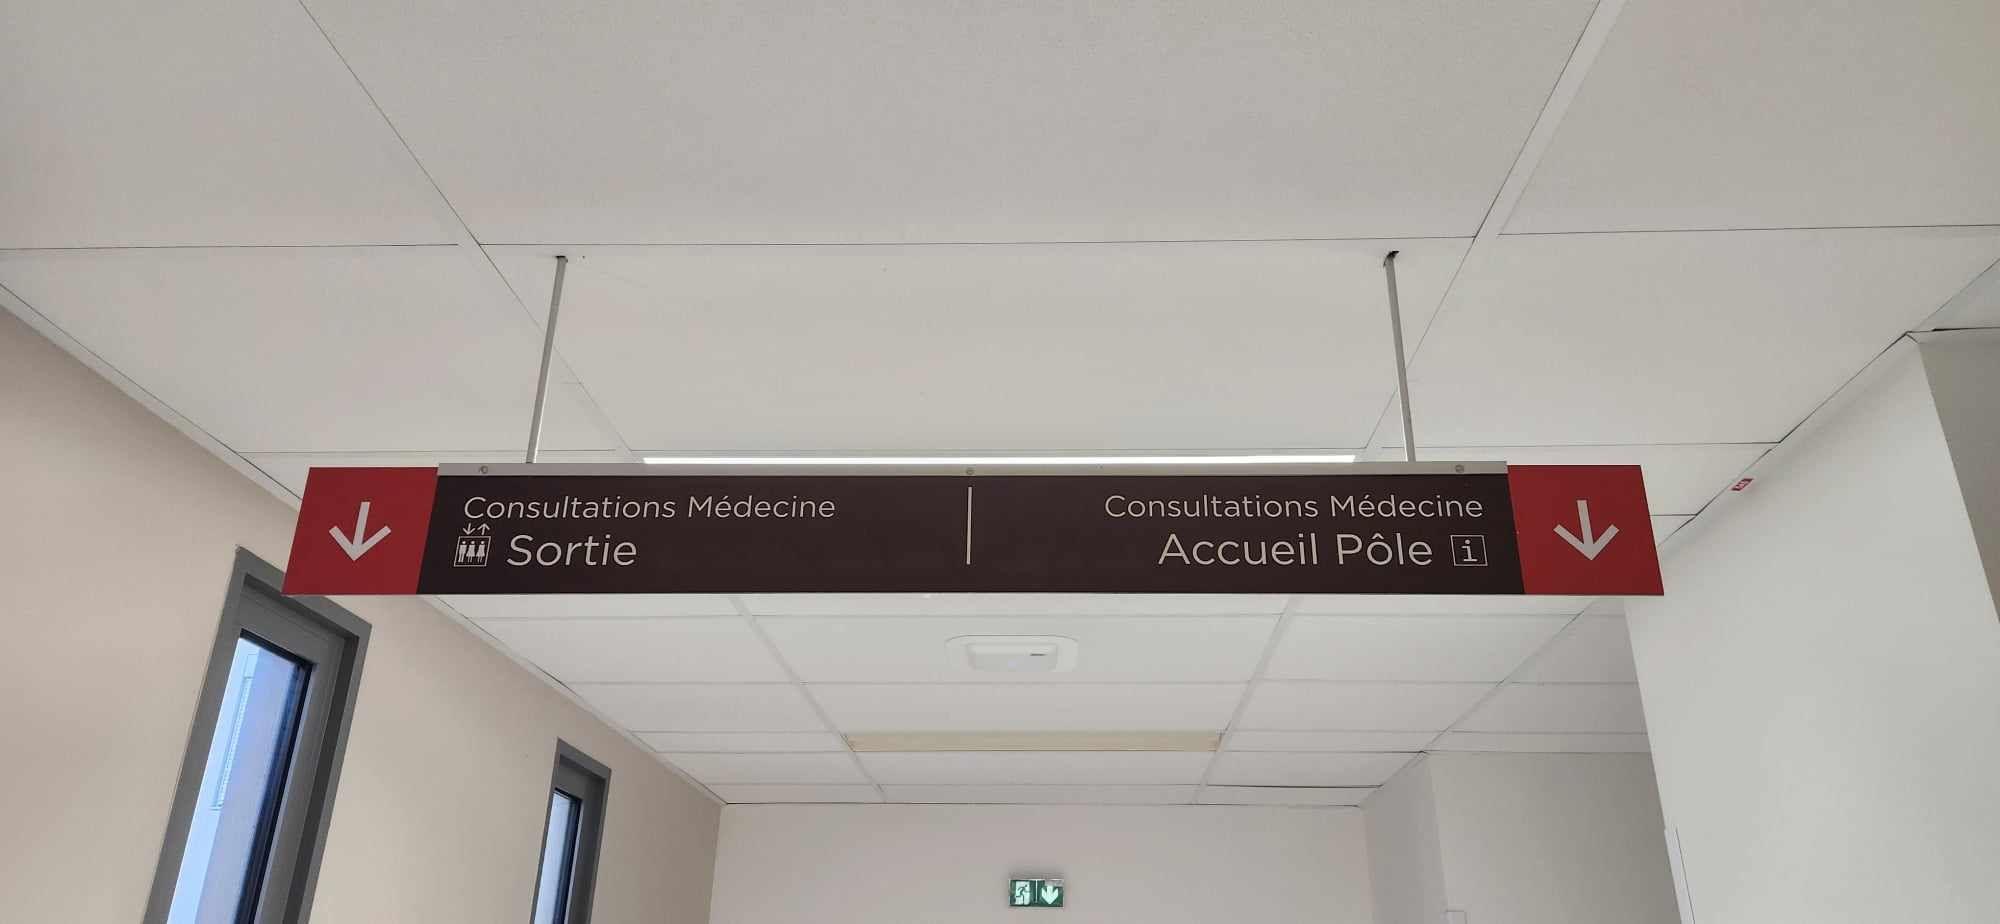 Consultations Médecine
Sortie
Consultations Médecine
Accueil Pôle i